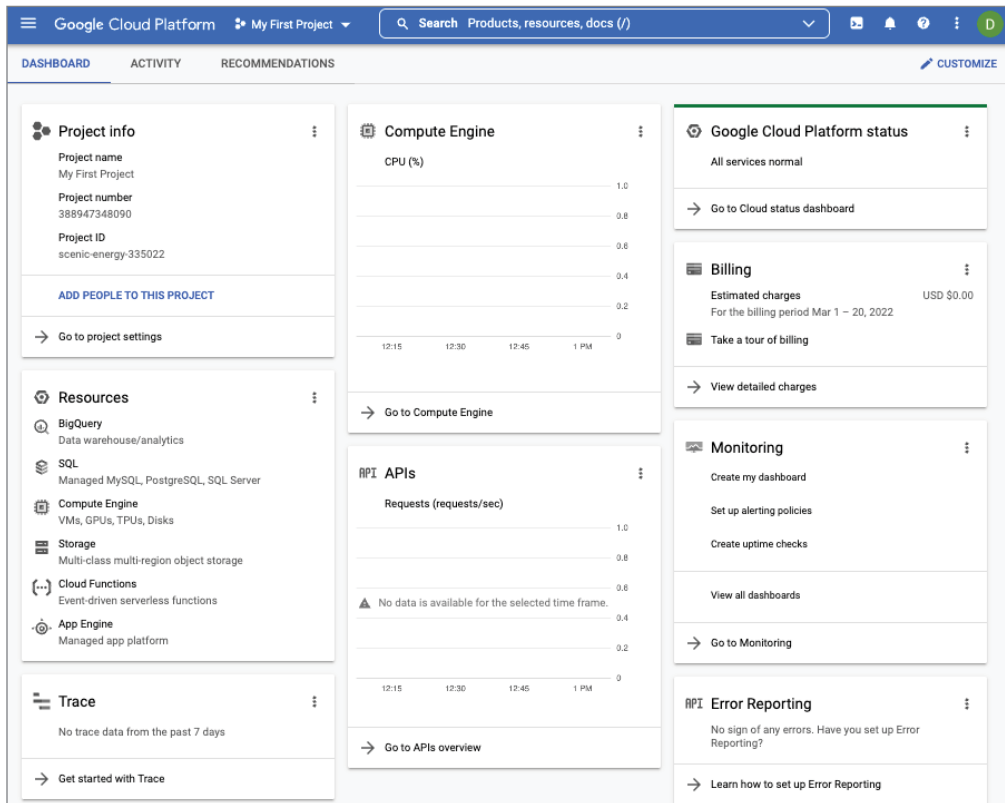 Google Cloud Platform My First Project Search Products, resources, docs (/) D
DASHBOARD ACTIVITY RECOMMENDATIONS CUSTOMIZE
Project info
Project name
My First Project
Project number
388947348090
Project ID
scenic-energy-335022
ADD PEOPLE TO THIS PROJECT
Go to project settings
Resources
BigQuery
Data warehouse/analytics
SQL
Managed MySQL, PostgreSQL, SQL Server
Compute Engine
VMs, GPUs, TPUs, Disks
Storage
Multi-class multi-region object storage
Cloud Functions
Event-driven serverless functions
App Engine
Managed app platform
Trace
No trace data from the past 7 days
Get started with Trace
Compute Engine
CPU (%)
1.0
0.8
0.6
0.4
0.2
0
12:15 12:30 12:45 1 PM
Go to Compute Engine
API APIs
Requests (requests/sec)
1.0
0.8
0.6
No data is available for the selected time frame.
0.4
0.2
0
12:15 12:30 12:45 1 PM
Go to APIs overview
Google Cloud Platform status
All services normal
Go to Cloud status dashboard
Billing
Estimated charges USD $0.00
For the billing period Mar 1 – 20, 2022
Take a tour of billing
View detailed charges
Monitoring
Create my dashboard
Set up alerting policies
Create uptime checks
View all dashboards
Go to Monitoring
API Error Reporting
No sign of any errors. Have you set up Error
Reporting?
Learn how to set up Error Reporting